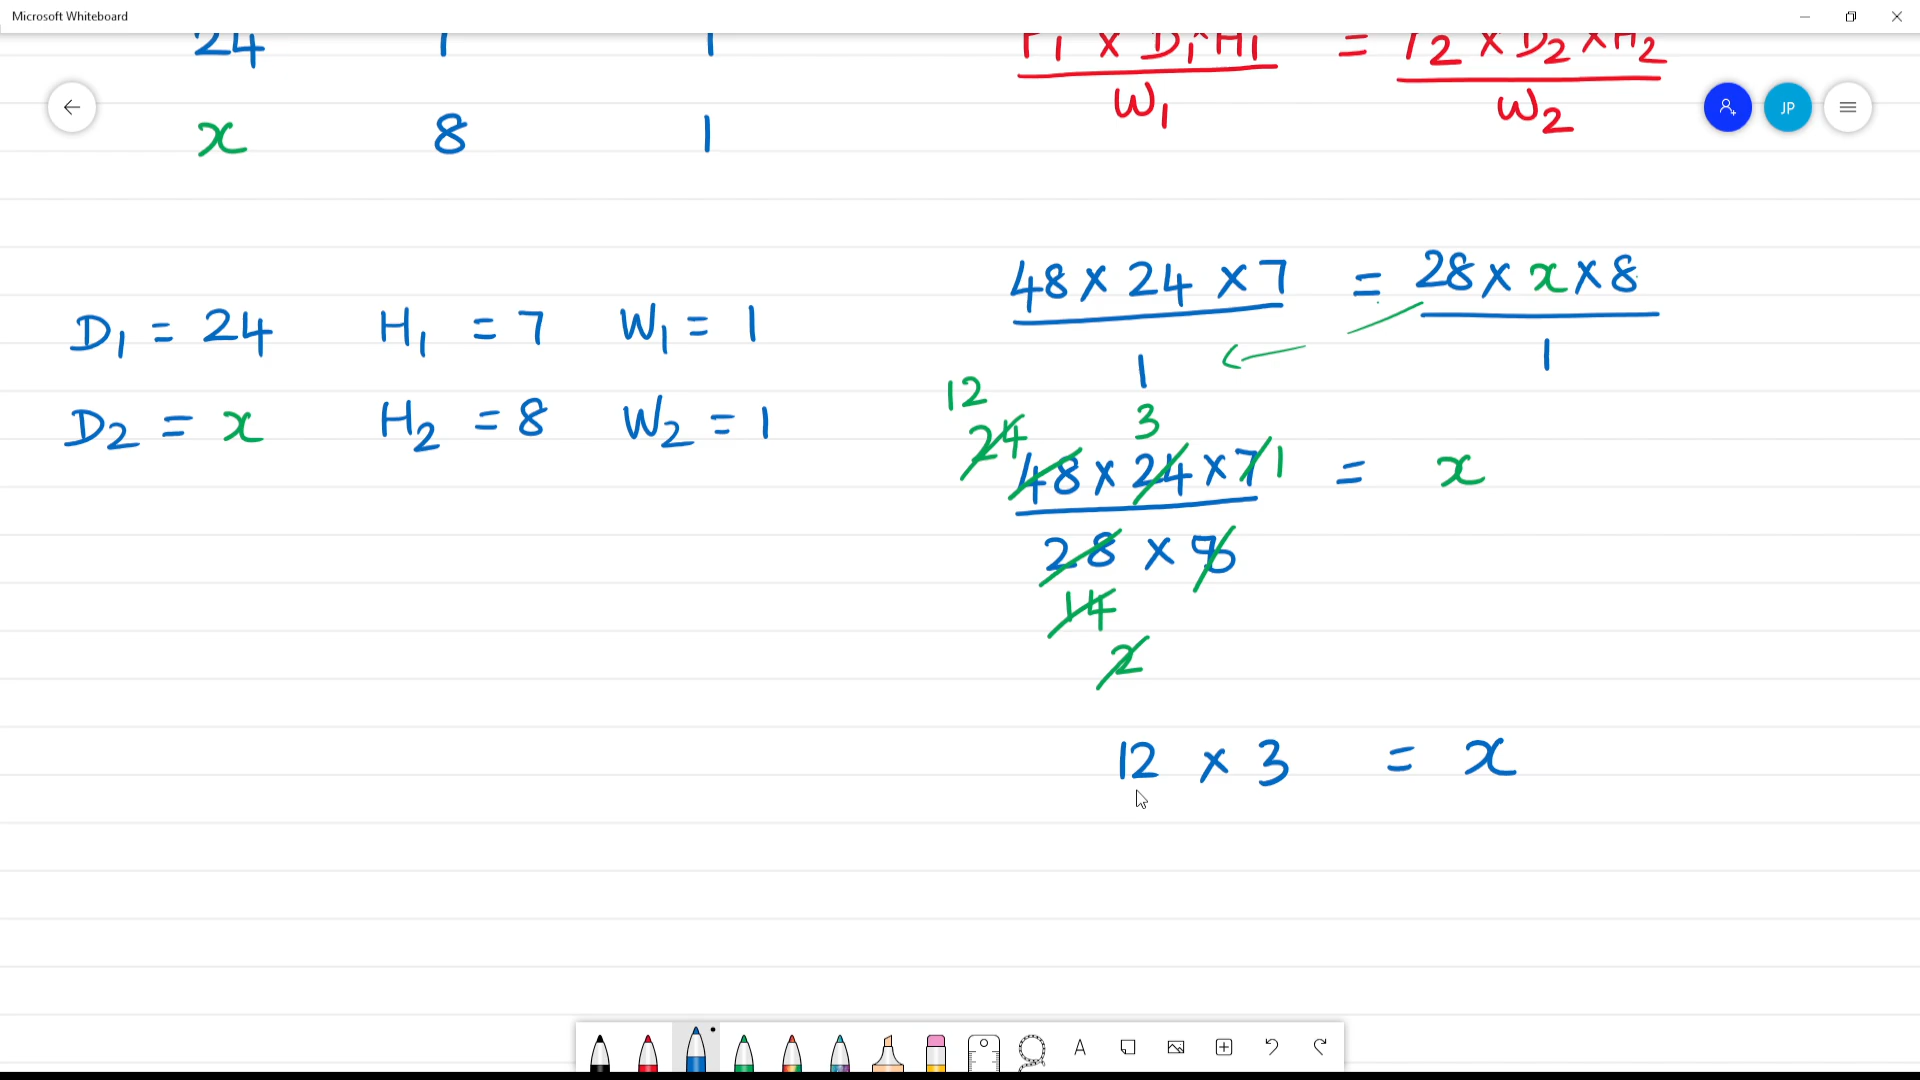 Microsoft Whiteboard
24 1 1
P1 x D1 x H1 = P2 x D2 x H2
W1 W2
JP
x 8 1
48 x 24 x 7 = 28 x x x 8
1 1
D1 = 24 H1 = 7 W1 = 1
D2 = x H2 = 8 W2 = 1
12
24 3
48 x 24 x 7 1 = x
28 x 8
14
2
12 x 3 = x
A